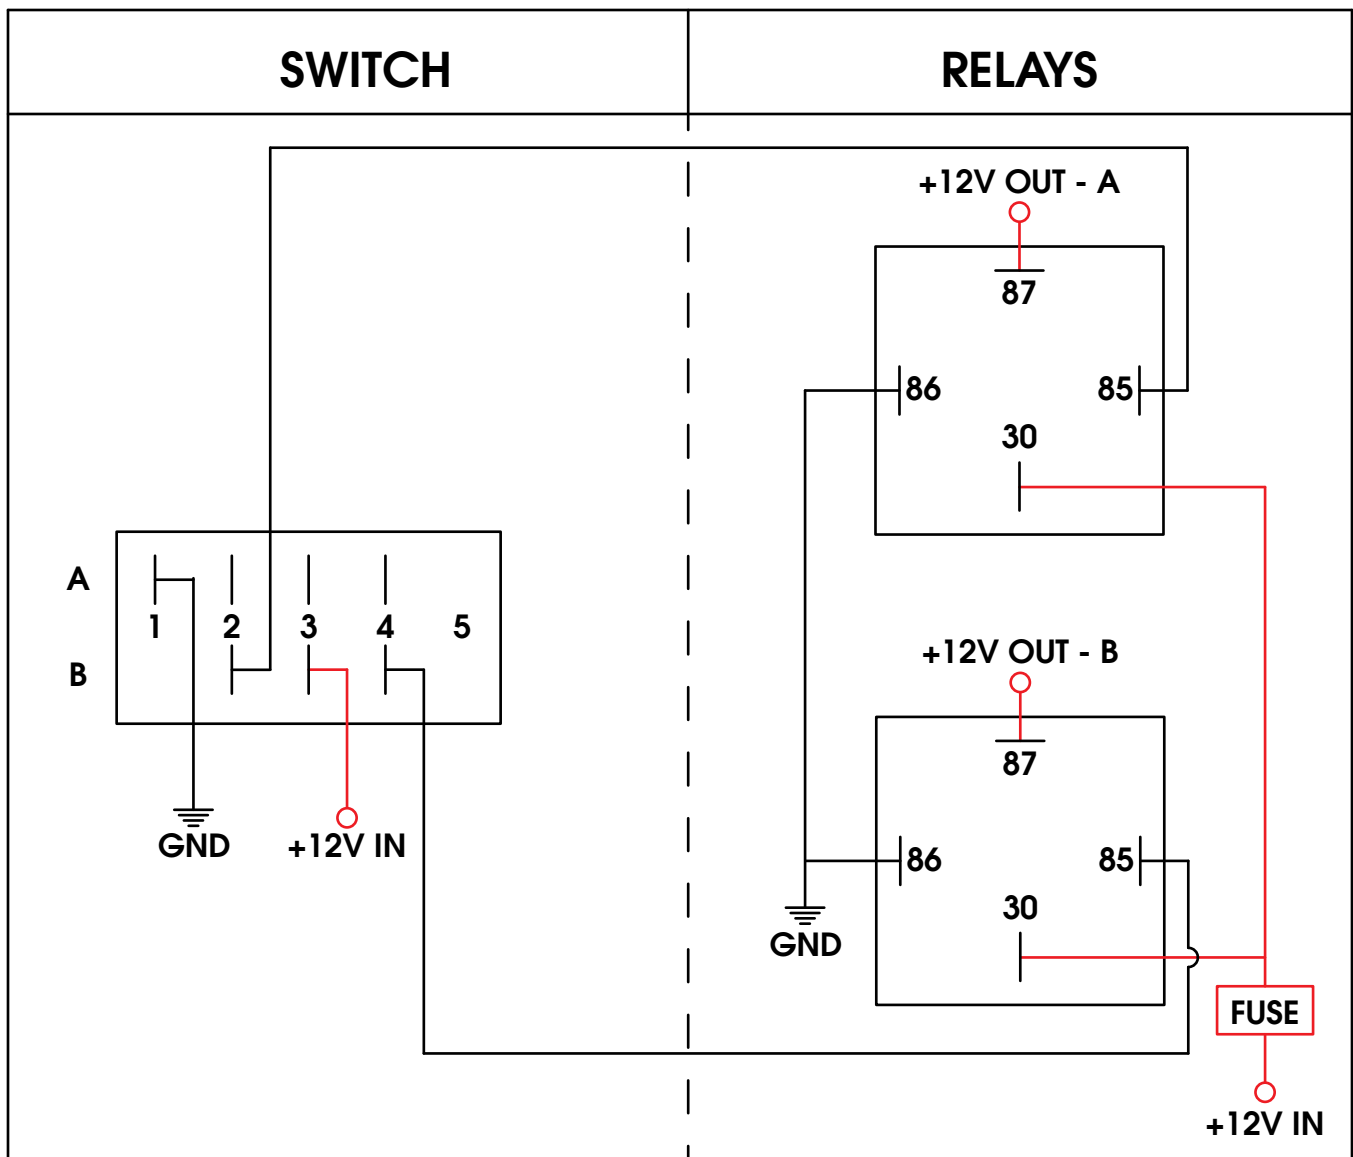 SWITCH
RELAYS
+12V OUT - A
87
86
85
30
A
1 2 3 4 5
B
GND
+12V IN
+12V OUT - B
87
86
85
30
GND
FUSE
+12V IN